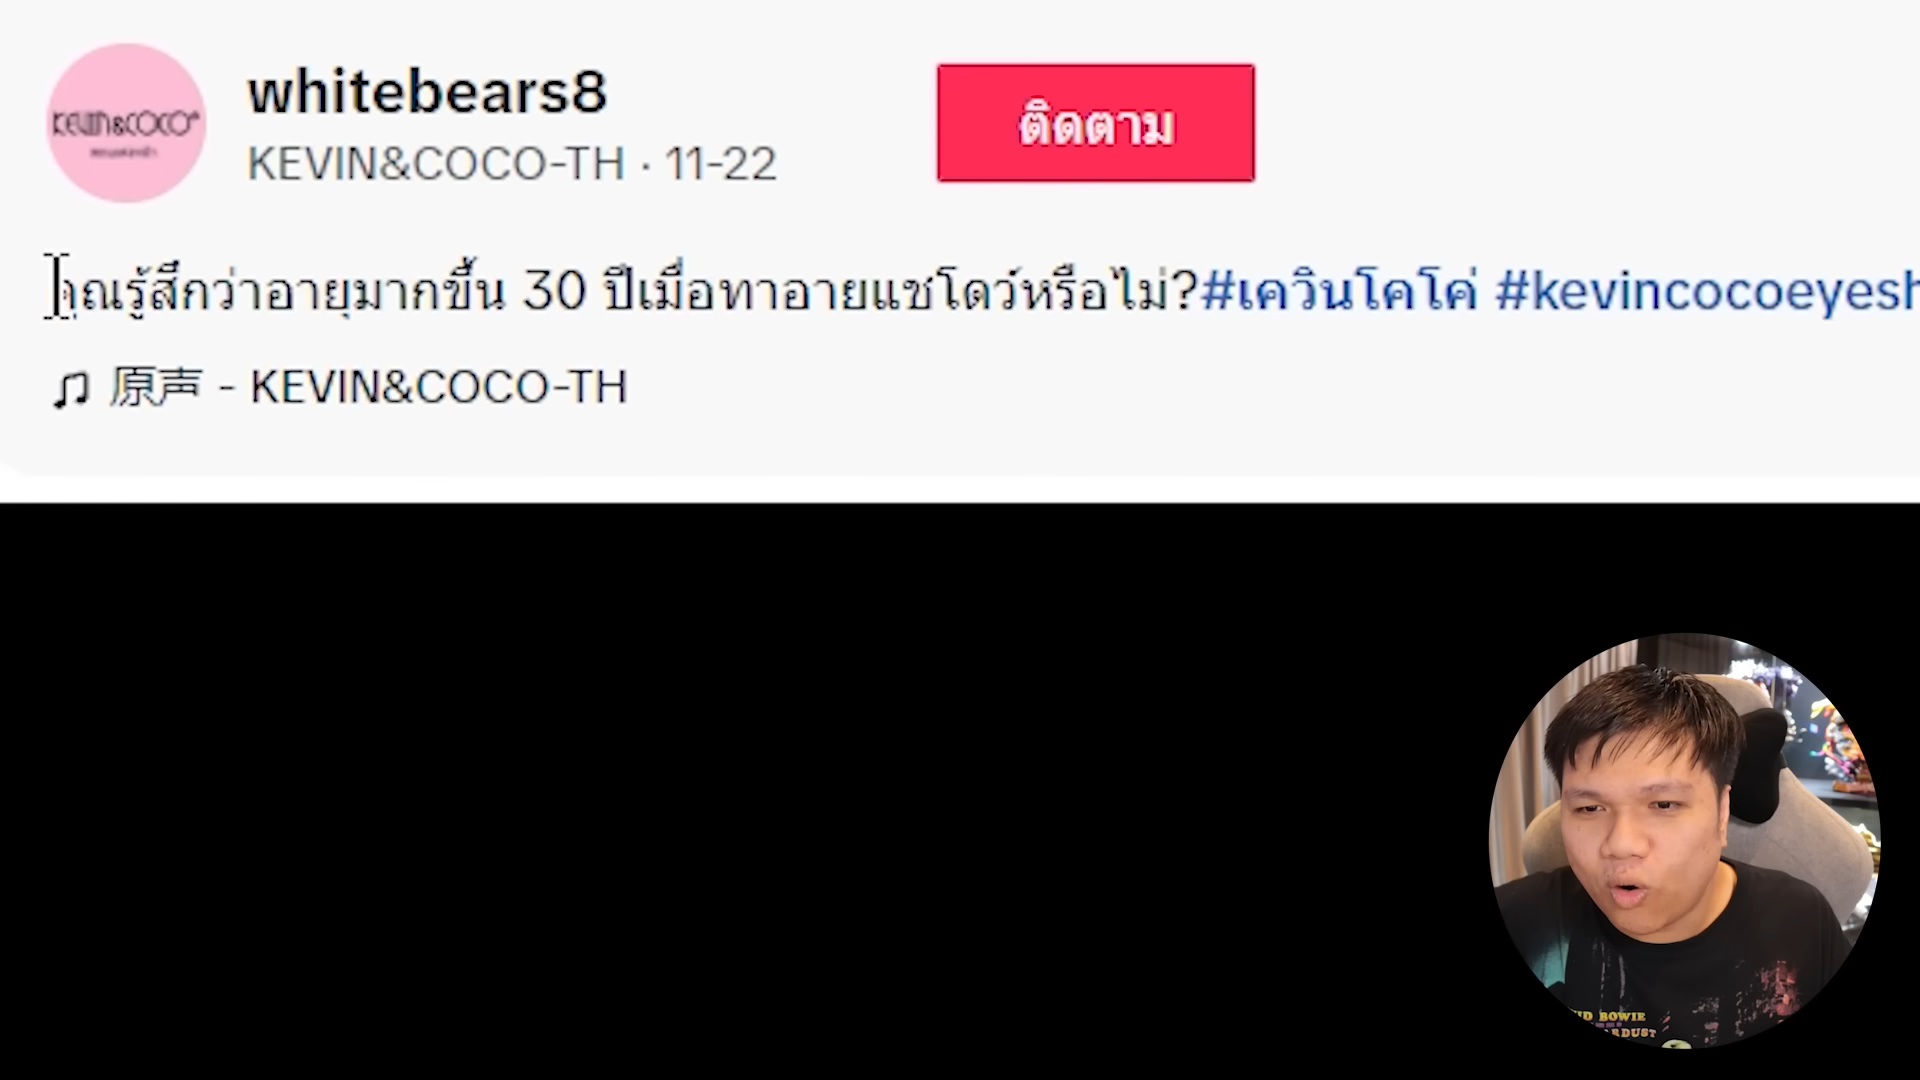 KEVIN&COCO
whitebears8
KEVIN&COCO-TH · 11-22
ติดตาม
คุณรู้สึกว่าอายุมากขึ้น 30 ปีเมื่อทาอายแชโดว์หรือไม่?#เควินโคโค่ #kevincocoeyesh
♫ 原声 - KEVIN&COCO-TH
BOWIE